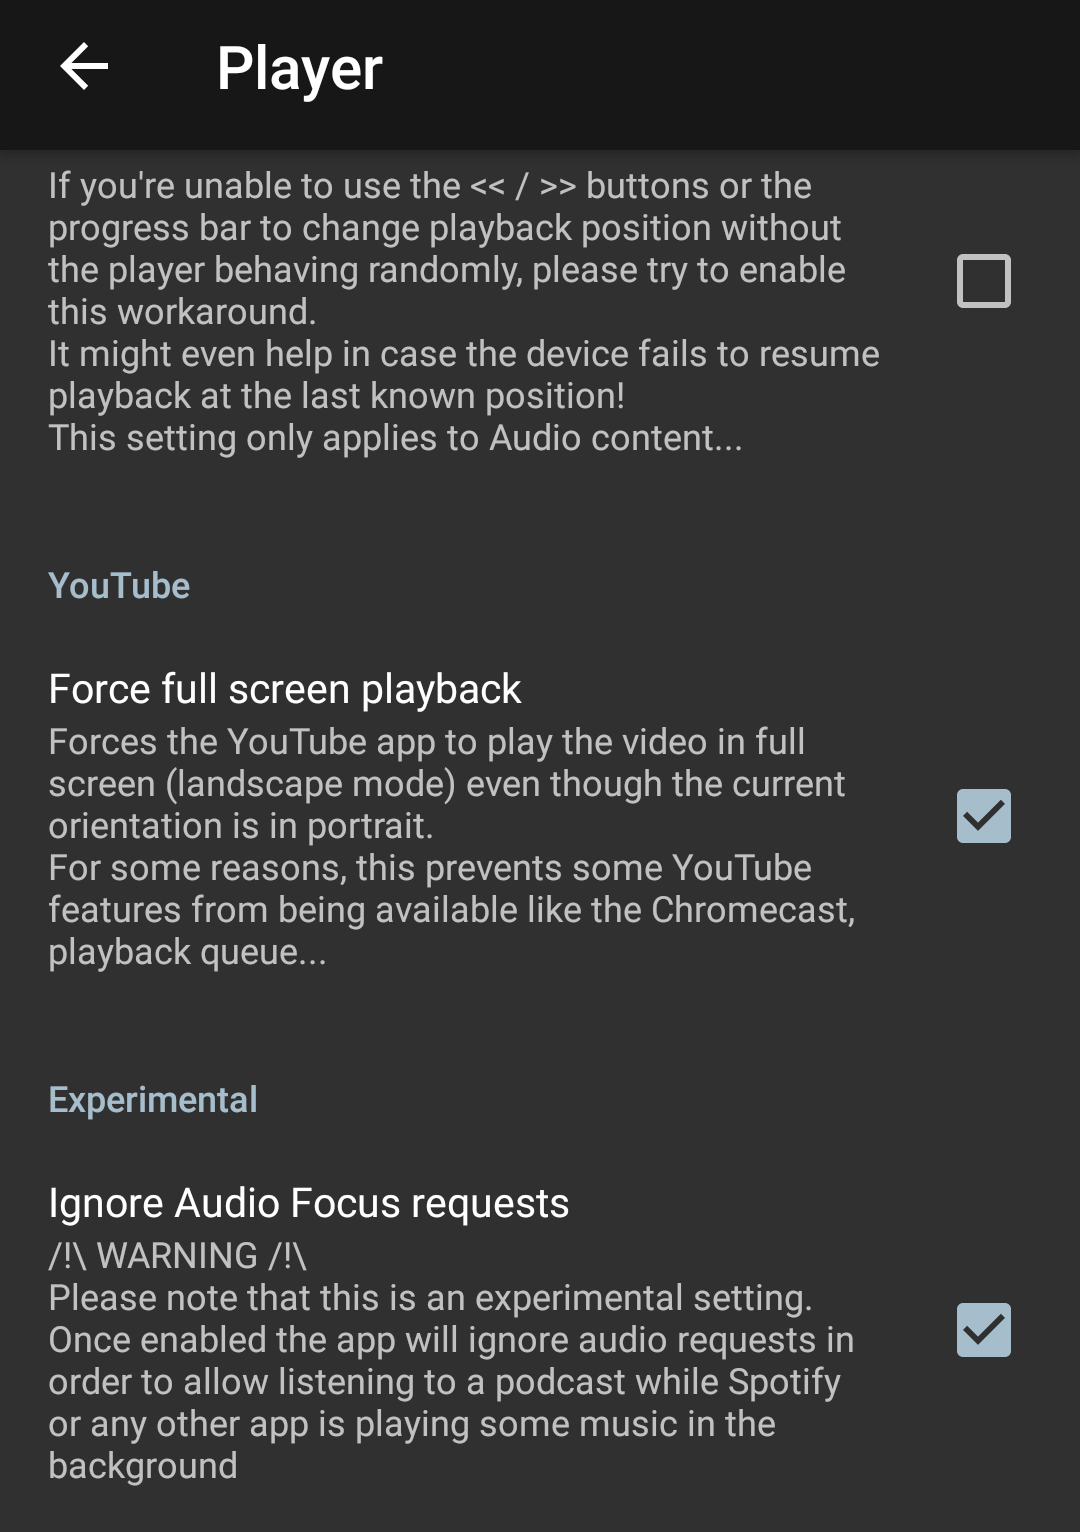 Player
If you're unable to use the << / >> buttons or the
progress bar to change playback position without
the player behaving randomly, please try to enable
this workaround.
It might even help in case the device fails to resume
playback at the last known position!
This setting only applies to Audio content...
YouTube
Force full screen playback
Forces the YouTube app to play the video in full
screen (landscape mode) even though the current
orientation is in portrait.
For some reasons, this prevents some YouTube
features from being available like the Chromecast,
playback queue...
Experimental
Ignore Audio Focus requests
/!\ WARNING /!\
Please note that this is an experimental setting.
Once enabled the app will ignore audio requests in
order to allow listening to a podcast while Spotify
or any other app is playing some music in the
background